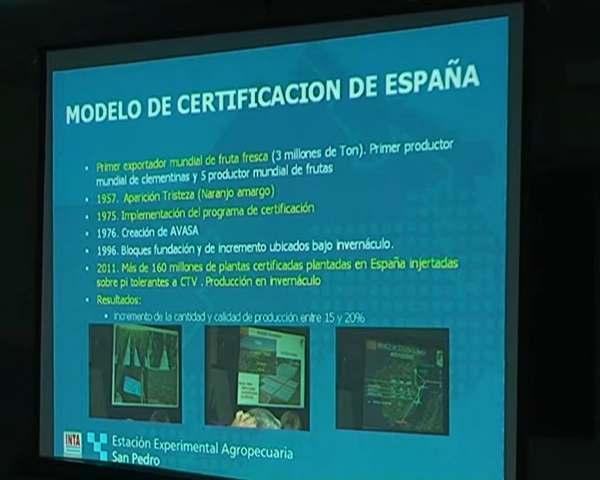 MODELO DE CERTIFICACION DE ESPAÑA
• Primer exportador mundial de fruta fresca (3 millones de Ton). Primer productor
mundial de clementinas y 5 productor mundial de frutas
• 1957. Aparición Tristeza (Naranjo amargo)
• 1975. Implementación del programa de certificación
• 1976. Creación de AVASA
• 1996. Bloques fundación y de incremento ubicados bajo invernáculo.
• 2011. Más de 160 millones de plantas certificadas plantadas en España injertadas
sobre pi tolerantes a CTV . Producción en invernáculo
• Resultados:
• incremento de la cantidad y calidad de producción entre 15 y 20%
INTA
Estación Experimental Agropecuaria
San Pedro